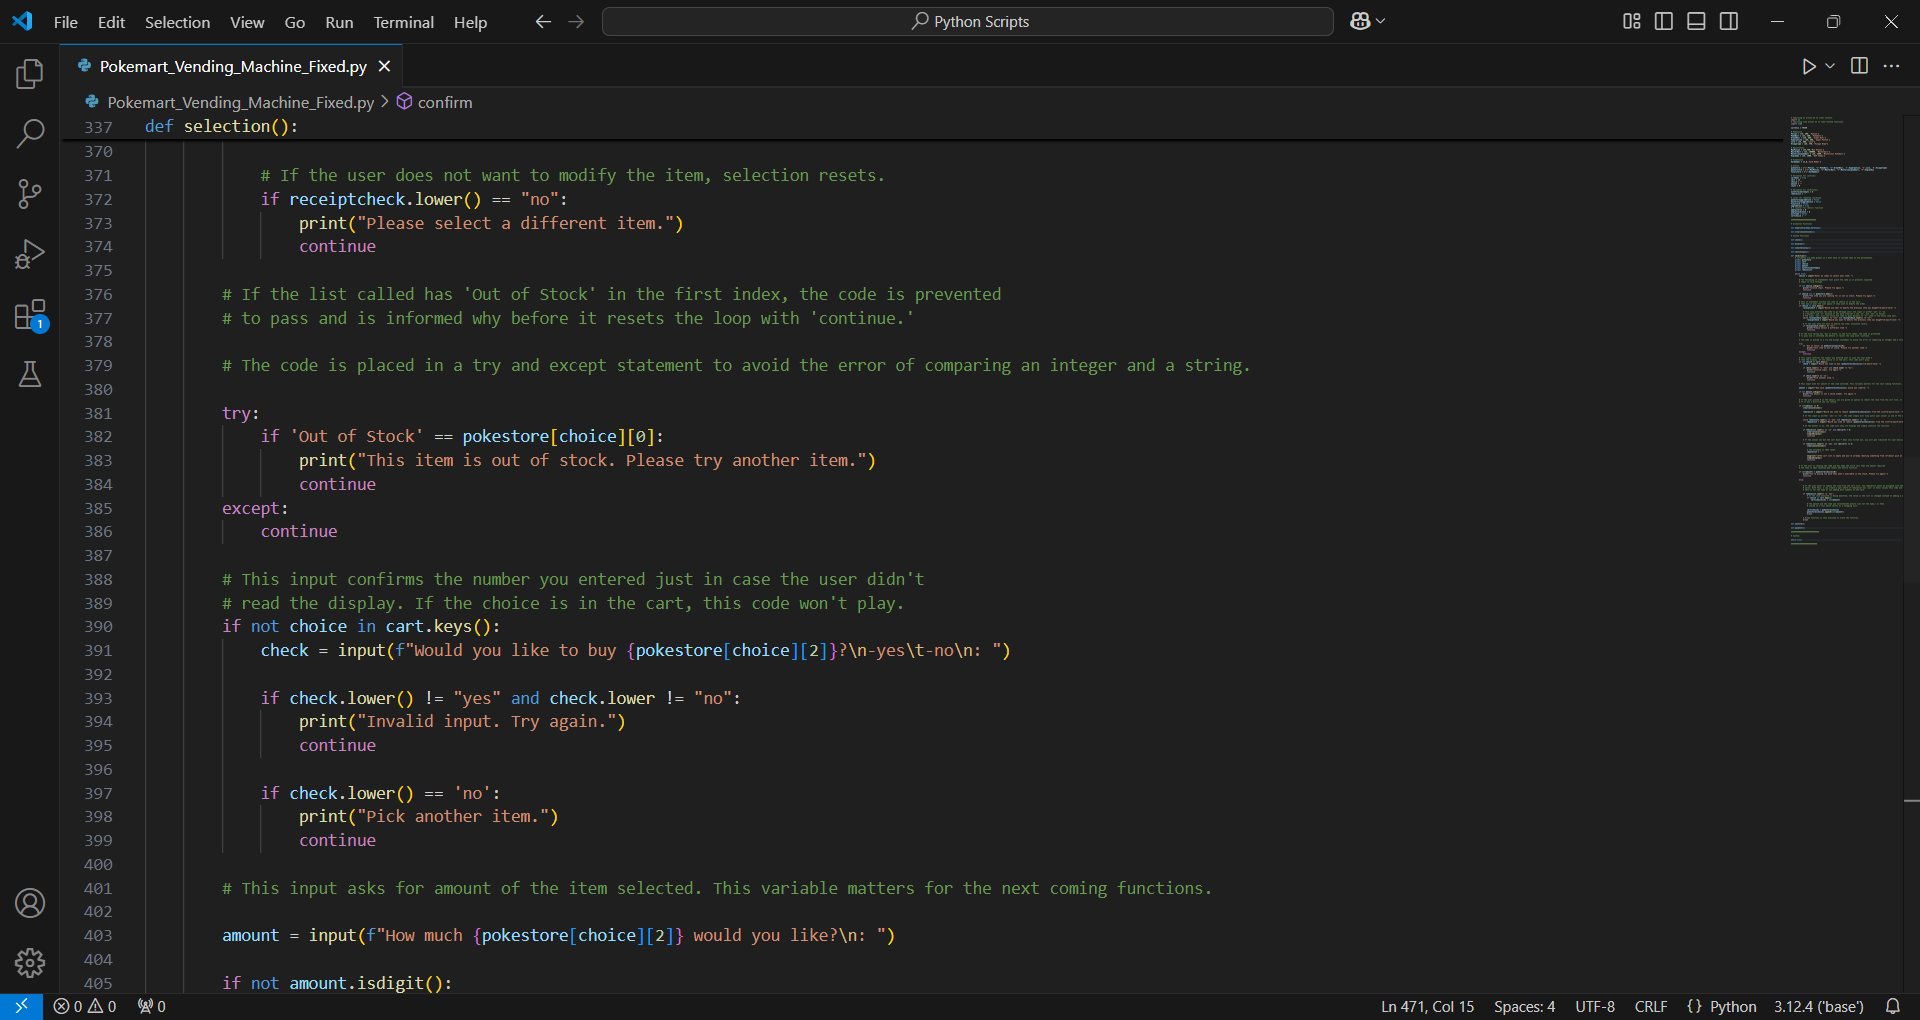 File Edit Selection View Go Run Terminal Help Python Scripts
Pokemart_Vending_Machine_Fixed.py
Pokemart_Vending_Machine_Fixed.py > confirm
337 def selection():
370
371 # If the user does not want to modify the item, selection resets.
372 if receiptcheck.lower() == "no":
373 print("Please select a different item.")
374 continue
375
376 # If the list called has 'Out of Stock' in the first index, the code is prevented
377 # to pass and is informed why before it resets the loop with 'continue.'
378
379 # The code is placed in a try and except statement to avoid the error of comparing an integer and a string.
380
381 try:
382 if 'Out of Stock' == pokestore[choice][0]:
383 print("This item is out of stock. Please try another item.")
384 continue
385 except:
386 continue
387
388 # This input confirms the number you entered just in case the user didn't
389 # read the display. If the choice is in the cart, this code won't play.
390 if not choice in cart.keys():
391 check = input(f"Would you like to buy {pokestore[choice][2]}?\n-yes\t-no\n: ")
392
393 if check.lower() != "yes" and check.lower != "no":
394 print("Invalid input. Try again.")
395 continue
396
397 if check.lower() == 'no':
398 print("Pick another item.")
399 continue
400
401 # This input asks for amount of the item selected. This variable matters for the next coming functions.
402
403 amount = input(f"How much {pokestore[choice][2]} would you like?\n: ")
404
405 if not amount.isdigit():
1
0 0 0 Ln 471, Col 15 Spaces: 4 UTF-8 CRLF {} Python 3.12.4 ('base')